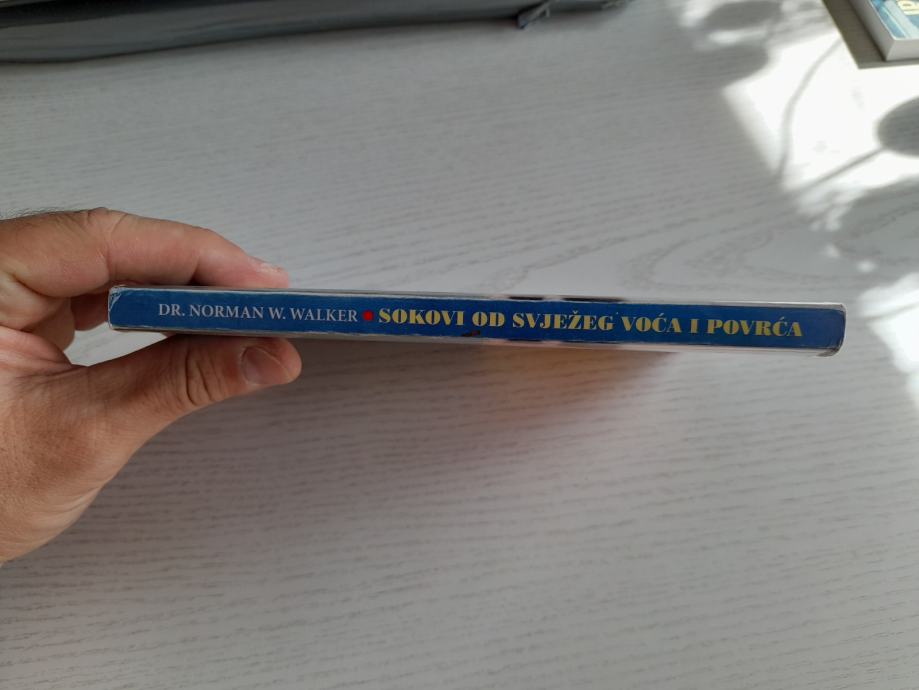 DR. NORMAN W. WALKER • SOKOVI OD SVJEŽEG VOĆA I POVRĆA